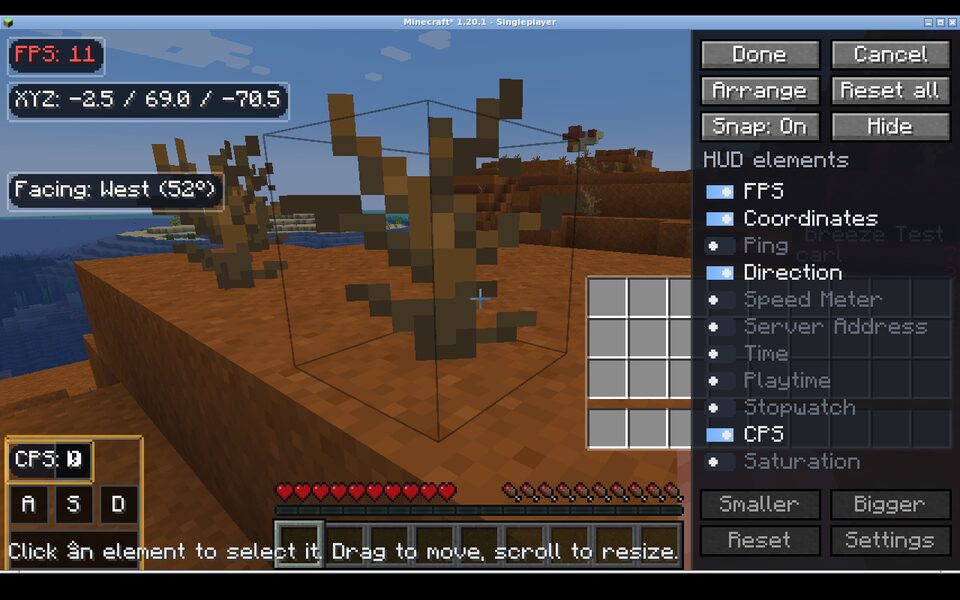 Minecraft* 1.20.1 - Singleplayer
FPS: 11
XYZ: -2.5 / 69.0 / -70.5
Facing: West (52°)
CPS: 0
A S D
Click an element to select it. Drag to move, scroll to resize.
Done Cancel
Arrange Reset all
Snap: On Hide
HUD elements
FPS
Coordinates
Breeze Test
Ping
carl
Direction
Speed Meter
Server Address
Time
Playtime
Stopwatch
CPS
Saturation
Smaller Bigger
Reset Settings